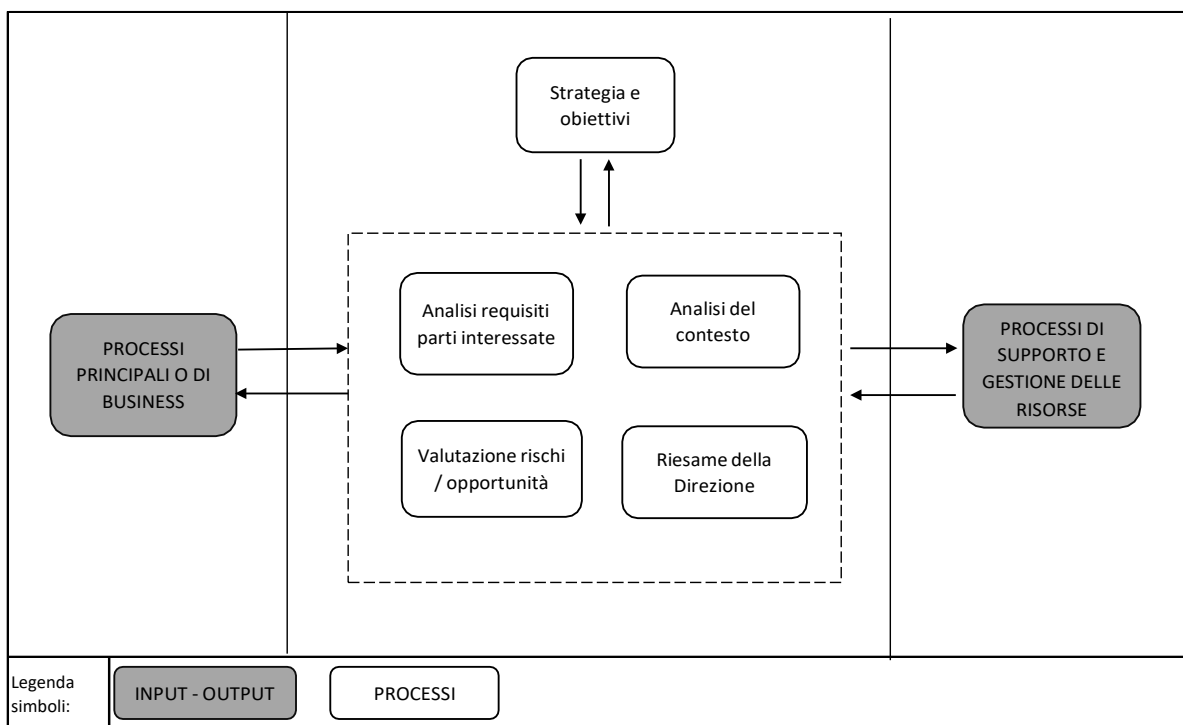 Strategia e
obiettivi
Analisi requisiti
parti interessate
Analisi del
contesto
PROCESSI
PRINCIPALI O DI
BUSINESS
PROCESSI DI
SUPPORTO E
GESTIONE DELLE
RISORSE
Valutazione rischi
/ opportunità
Riesame della
Direzione
Legenda
simboli:
INPUT - OUTPUT
PROCESSI